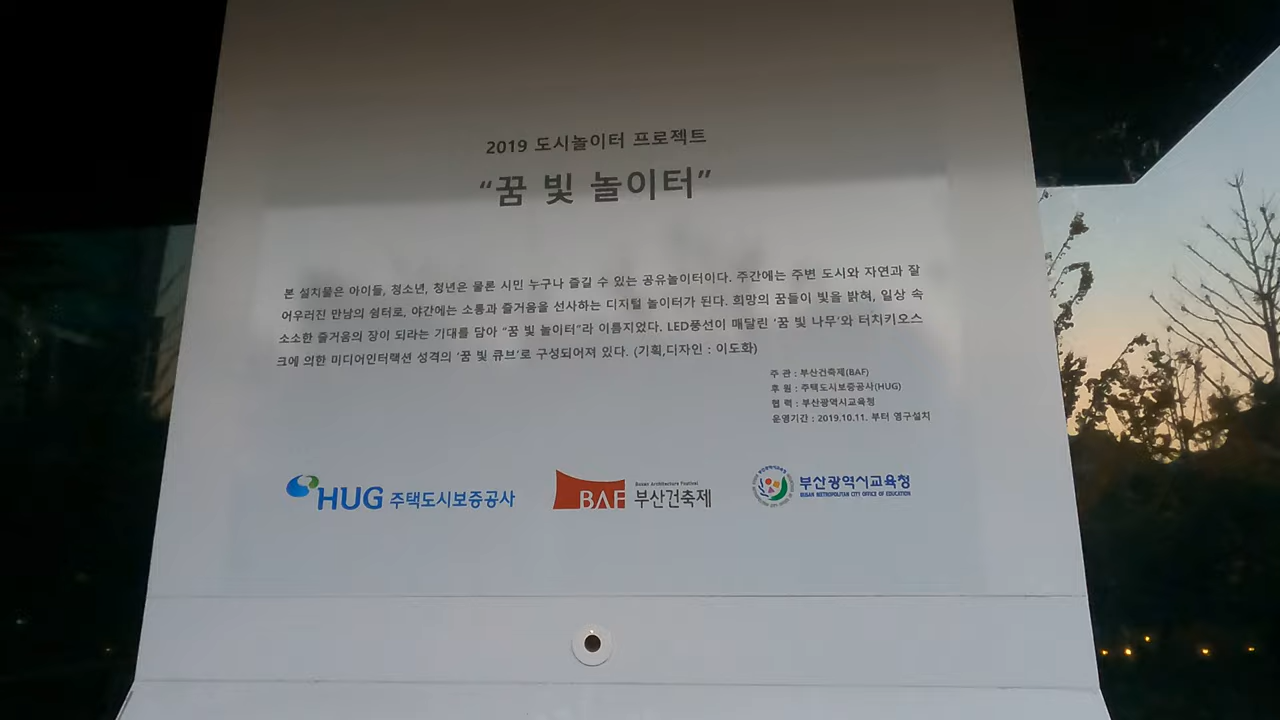 2019 도시놀이터 프로젝트
“꿈 빛 놀이터”
본 설치물은 아이들, 청소년, 청년은 물론 시민 누구나 즐길 수 있는 공유놀이터이다. 주간에는 주변 도시와 자연과 잘
어우러진 만남의 쉼터로, 야간에는 소통과 즐거움을 선사하는 디지털 놀이터가 된다. 희망의 꿈들이 빛을 밝혀, 일상 속
소소한 즐거움의 장이 되라는 기대를 담아 “꿈 빛 놀이터”라 이름지었다. LED풍선이 매달린 ‘꿈 빛 나무’와 터치키오스
크에 의한 미디어인터랙션 성격의 ‘꿈 빛 큐브’로 구성되어져 있다. (기획,디자인 : 이도화)
주 관 : 부산건축제(BAF)
후 원 : 주택도시보증공사(HUG)
협 력 : 부산광역시교육청
운영기간 : 2019.10.11. 부터 영구설치
HUG 주택도시보증공사
BAF
Busan Architecture Festival
부산건축제
부산광역시교육청
BUSAN METROPOLITAN CITY OFFICE OF EDUCATION